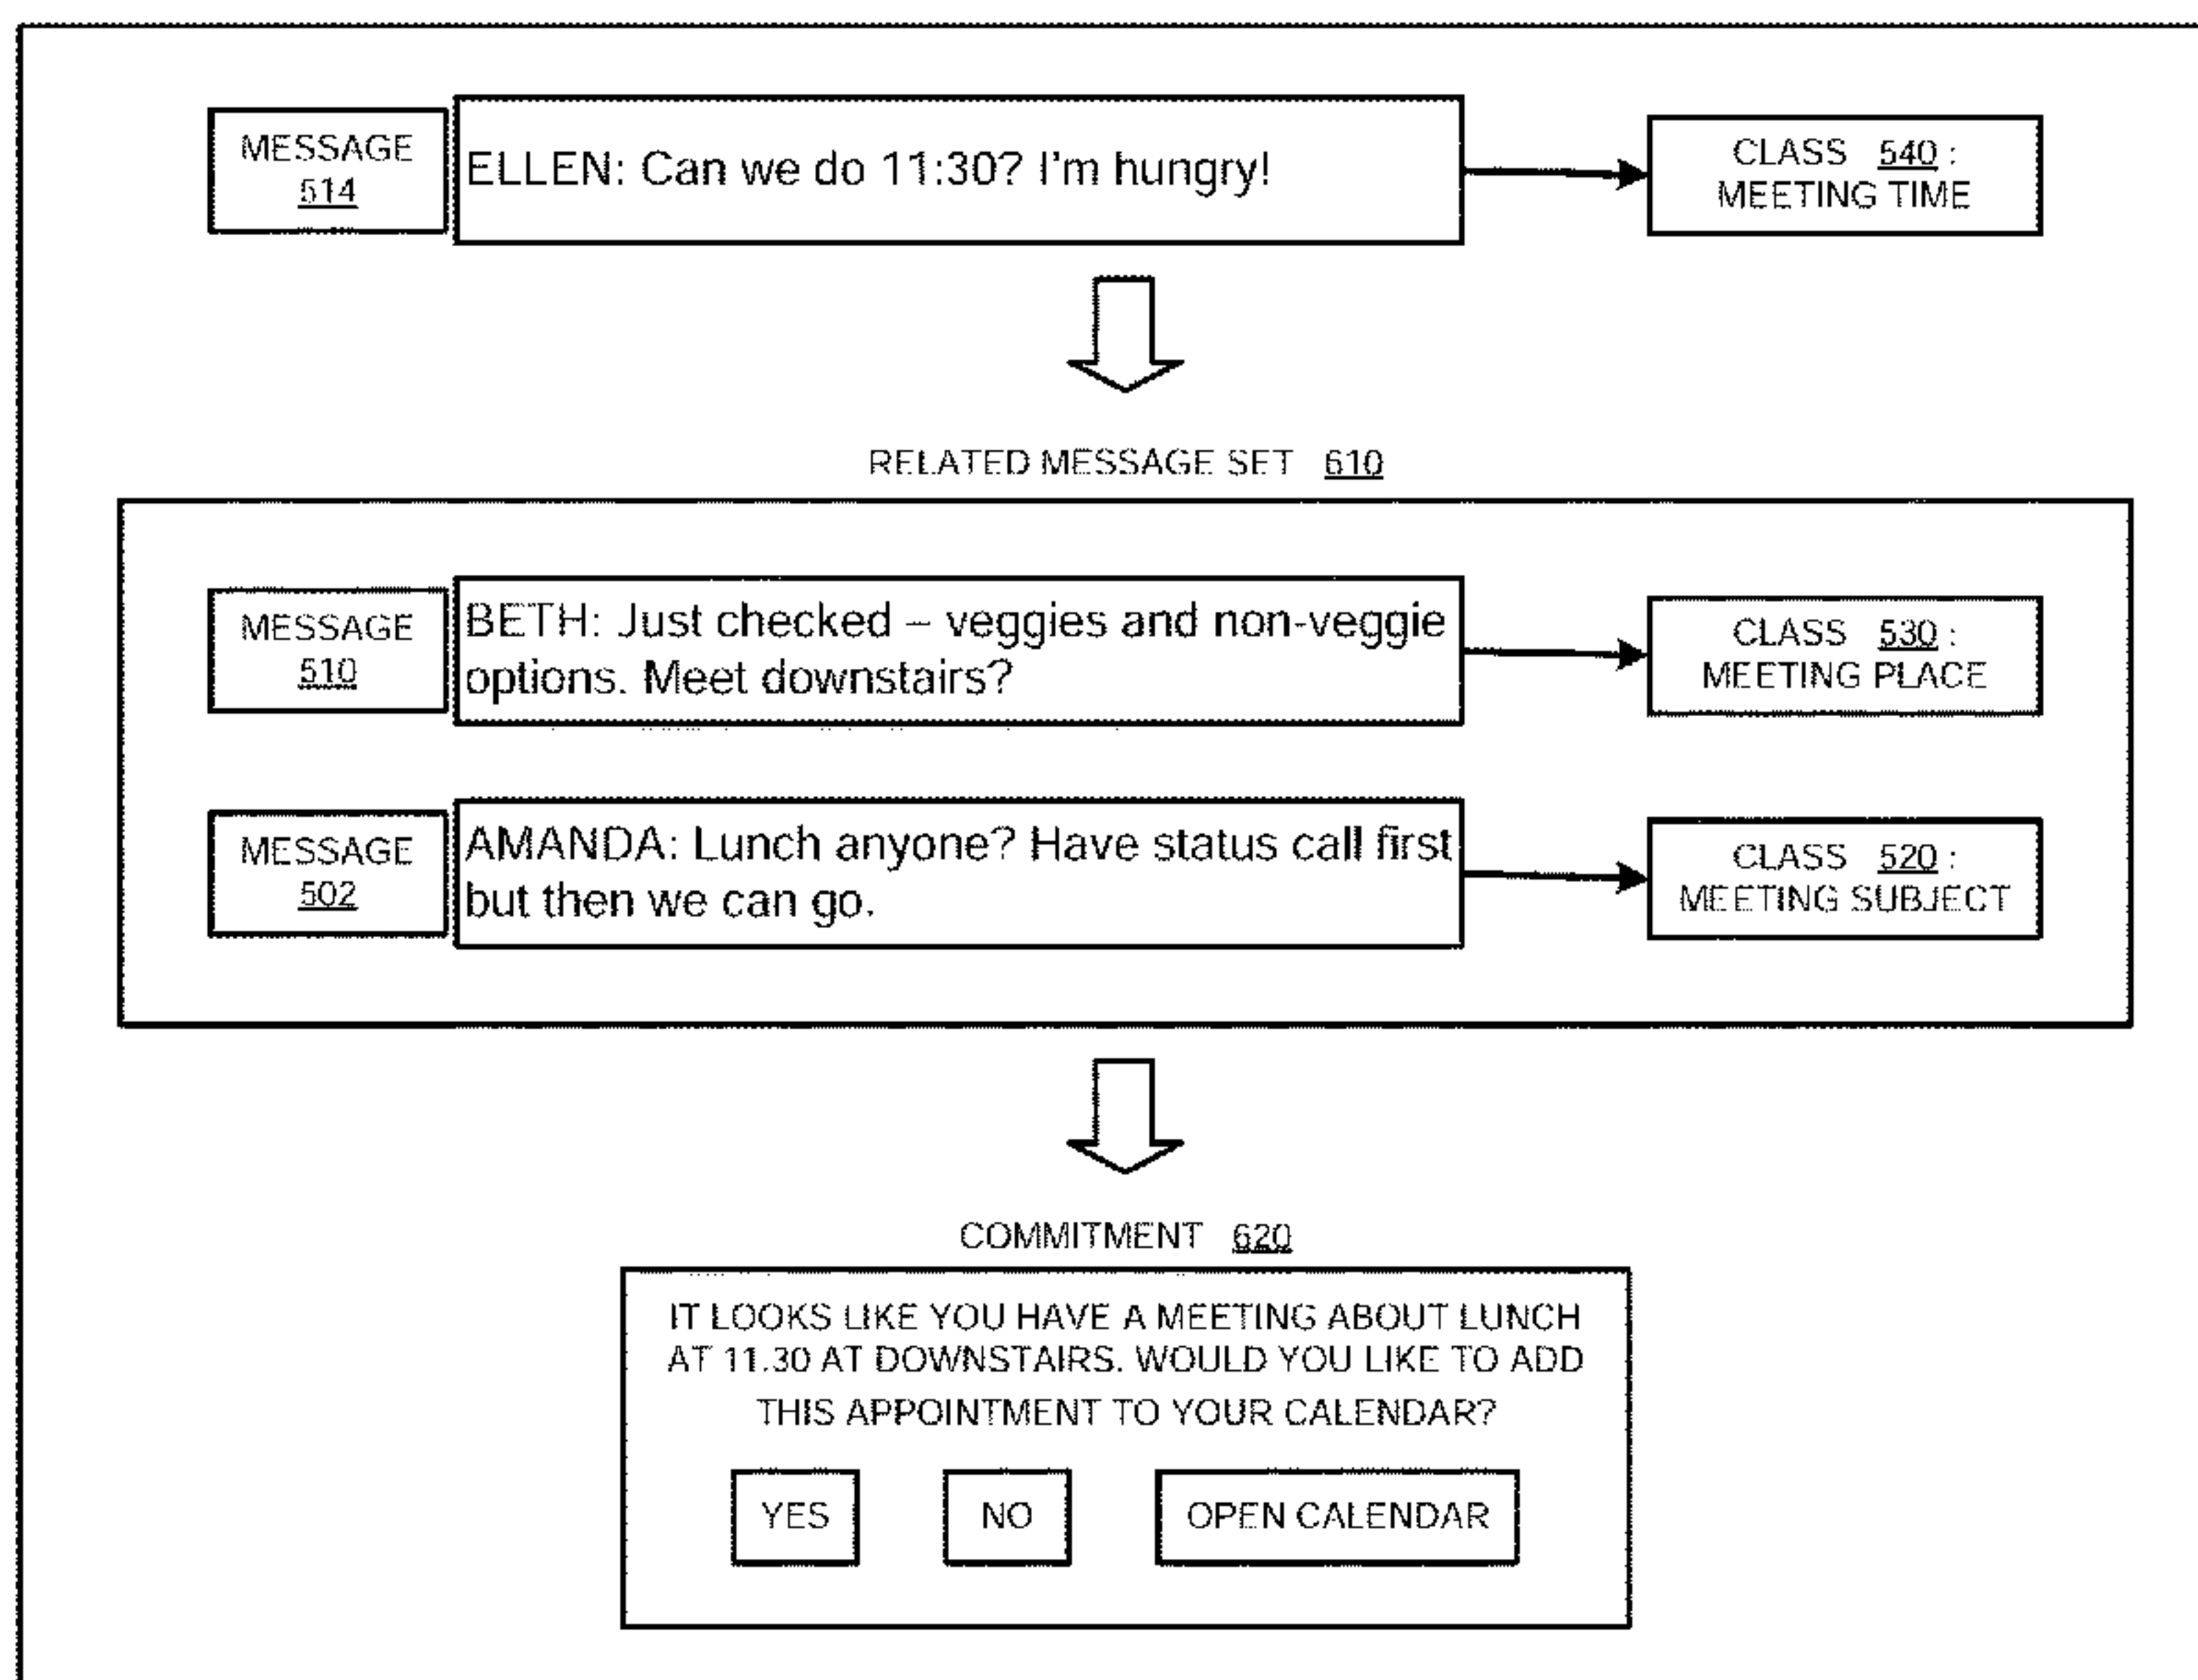 MESSAGE
514
ELLEN: Can we do 11:30? I'm hungry!
CLASS 540 :
MEETING TIME
RELATED MESSAGE SET 610
MESSAGE
510
BETH: Just checked – veggies and non-veggie
options. Meet downstairs?
CLASS 530 :
MEETING PLACE
MESSAGE
502
AMANDA: Lunch anyone? Have status call first
but then we can go.
CLASS 520 :
MEETING SUBJECT
COMMITMENT 620
IT LOOKS LIKE YOU HAVE A MEETING ABOUT LUNCH
AT 11.30 AT DOWNSTAIRS. WOULD YOU LIKE TO ADD
THIS APPOINTMENT TO YOUR CALENDAR?
YES
NO
OPEN CALENDAR